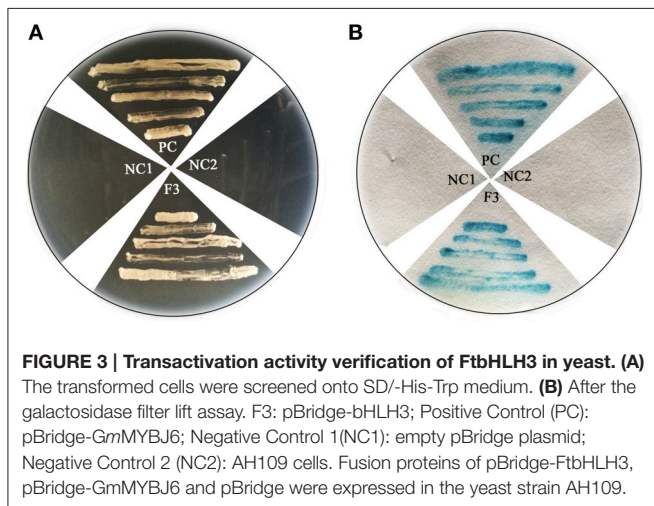 A
B
PC
NC1
NC2
F3
PC
NC1
NC2
F3
FIGURE 3 | Transactivation activity verification of FtbHLH3 in yeast. (A)
The transformed cells were screened onto SD/-His-Trp medium. (B) After the
galactosidase filter lift assay. F3: pBridge-bHLH3; Positive Control (PC):
pBridge-GmMYBJ6; Negative Control 1(NC1): empty pBridge plasmid;
Negative Control 2 (NC2): AH109 cells. Fusion proteins of pBridge-FtbHLH3,
pBridge-GmMYBJ6 and pBridge were expressed in the yeast strain AH109.